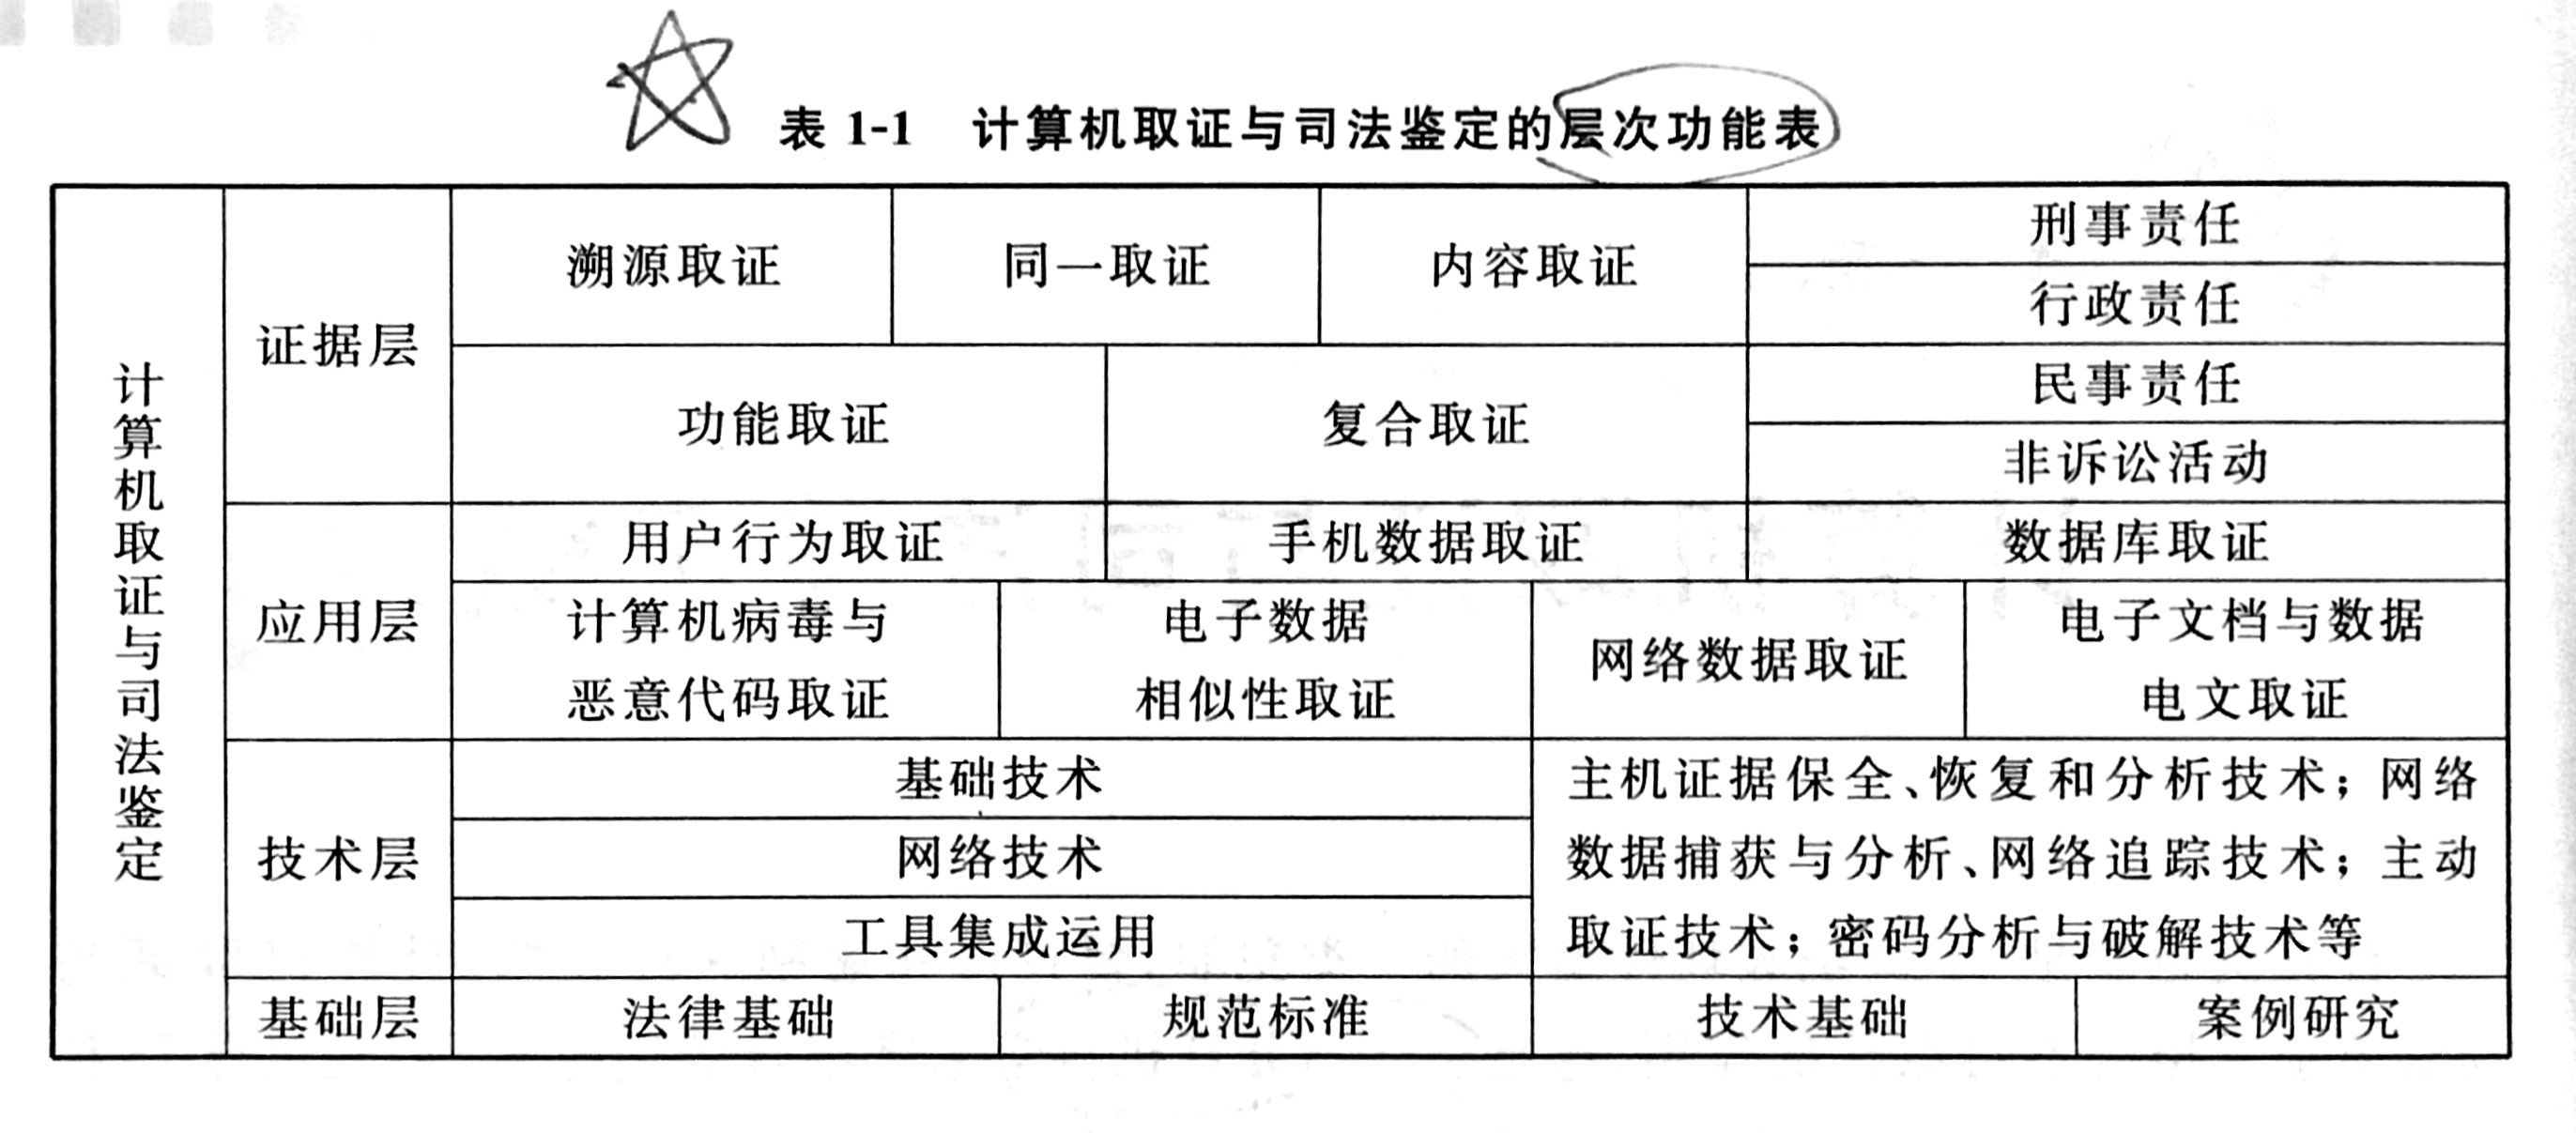 表 1-1 计算机取证与司法鉴定的层次功能表
计算机取证与司法鉴定
证据层
溯源取证
同一取证
内容取证
刑事责任
行政责任
功能取证
复合取证
民事责任
非诉讼活动
应用层
用户行为取证
手机数据取证
数据库取证
计算机病毒与
恶意代码取证
电子数据
相似性取证
网络数据取证
电子文档与数据
电文取证
技术层
基础技术
网络技术
工具集成运用
主机证据保全、恢复和分析技术；网络
数据捕获与分析、网络追踪技术；主动
取证技术；密码分析与破解技术等
基础层
法律基础
规范标准
技术基础
案例研究